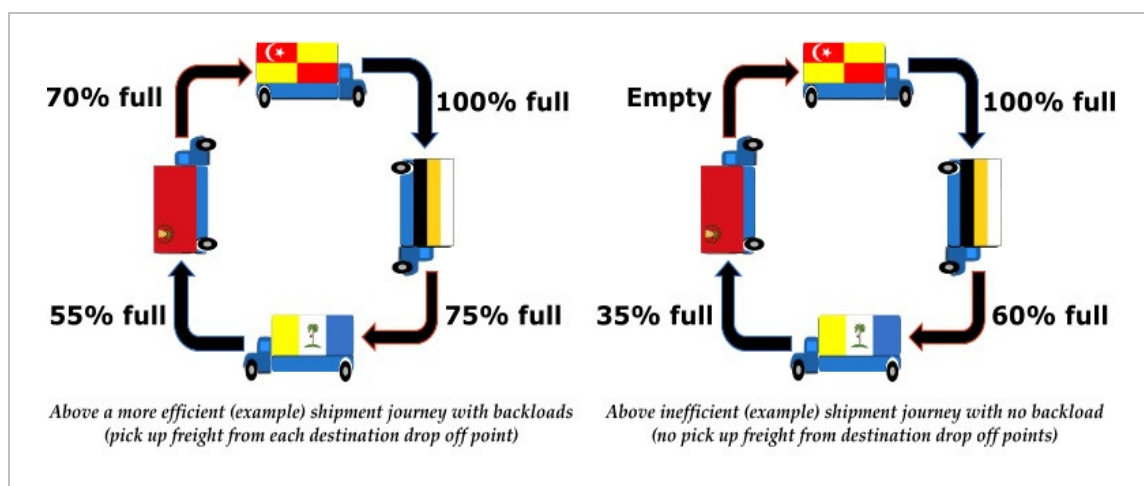 70% full
100% full
55% full
75% full
Above a more efficient (example) shipment journey with backloads
(pick up freight from each destination drop off point)
Empty
100% full
35% full
60% full
Above inefficient (example) shipment journey with no backload
(no pick up freight from destination drop off points)